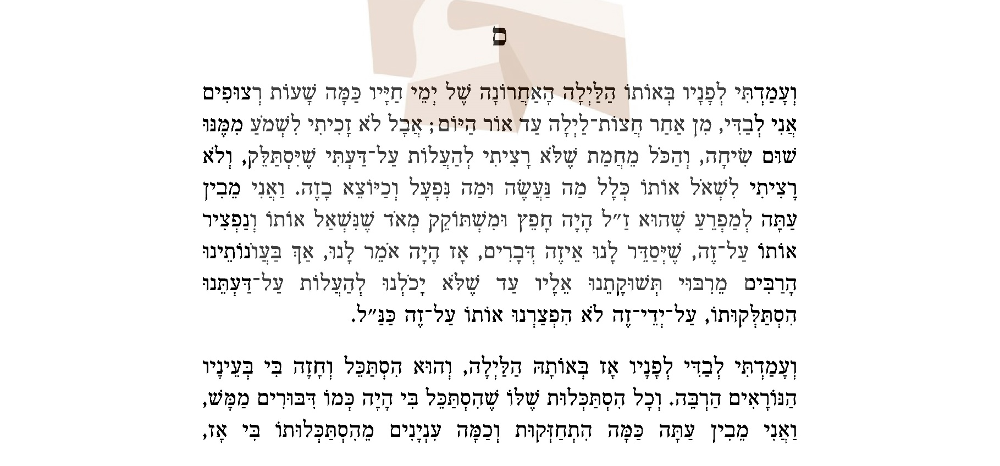 ס
וְעָמַדְתִּי לְפָנָיו בְּאוֹתוֹ הַלַּיְלָה הָאַחֲרוֹנָה שֶׁל יְמֵי חַיָּיו כַּמָּה שָׁעוֹת רְצוּפִים
אֲנִי לְבַדִּי, מִן אַחַר חֲצוֹת־לַיְלָה עַד אוֹר הַיּוֹם; אֲבָל לֹא זָכִיתִי לִשְׁמֹעַ מִמֶּנּוּ
שׁוּם שִׂיחָה, וְהַכֹּל מֵחֲמַת שֶׁלֹּא רָצִיתִי לְהַעֲלוֹת עַל־דַּעְתִּי שֶׁיִּסְתַּלֵּק, וְלֹא
רָצִיתִי לִשְׁאֹל אוֹתוֹ כְּלָל מַה נַּעֲשֶׂה וּמַה נִּפְעָל וְכַיּוֹצֵא בָזֶה. וַאֲנִי מֵבִין
עַתָּה לְמַפְרֵעַ שֶׁהוּא זַ״ל הָיָה חָפֵץ וּמִשְׁתּוֹקֵק מְאֹד שֶׁנִּשְׁאַל אוֹתוֹ וְנַפְצִיר
אוֹתוֹ עַל־זֶה, שֶׁיְּסַדֵּר לָנוּ אֵיזֶה דְּבָרִים, אָז הָיָה אֹמֵר לָנוּ, אַךְ בַּעֲווֹנוֹתֵינוּ
הָרַבִּים מֵרִבּוּי תְּשׁוּקָתֵנוּ אֵלָיו עַד שֶׁלֹּא יָכֹלְנוּ לְהַעֲלוֹת עַל־דַּעְתֵּנוּ
הִסְתַּלְּקוּתוֹ, עַל־יְדֵי־זֶה לֹא הִפְצַרְנוּ אוֹתוֹ עַל־זֶה כַּנַּ״ל.
וְעָמַדְתִּי לְבַדִּי לְפָנָיו אָז בְּאוֹתָהּ הַלַּיְלָה, וְהוּא הִסְתַּכֵּל וְחָזָה בִּי בְּעֵינָיו
הַנּוֹרָאִים הַרְבֵּה. וְכָל הִסְתַּכְּלוּת שֶׁלּוֹ שֶׁהִסְתַּכֵּל בִּי הָיָה כְּמוֹ דִּבּוּרִים מַמָּשׁ,
וַאֲנִי מֵבִין עַתָּה כַּמָּה הִתְחַזְּקוּת וְכַמָּה עִנְיָנִים מֵהִסְתַּכְּלוּתוֹ בִּי אָז,